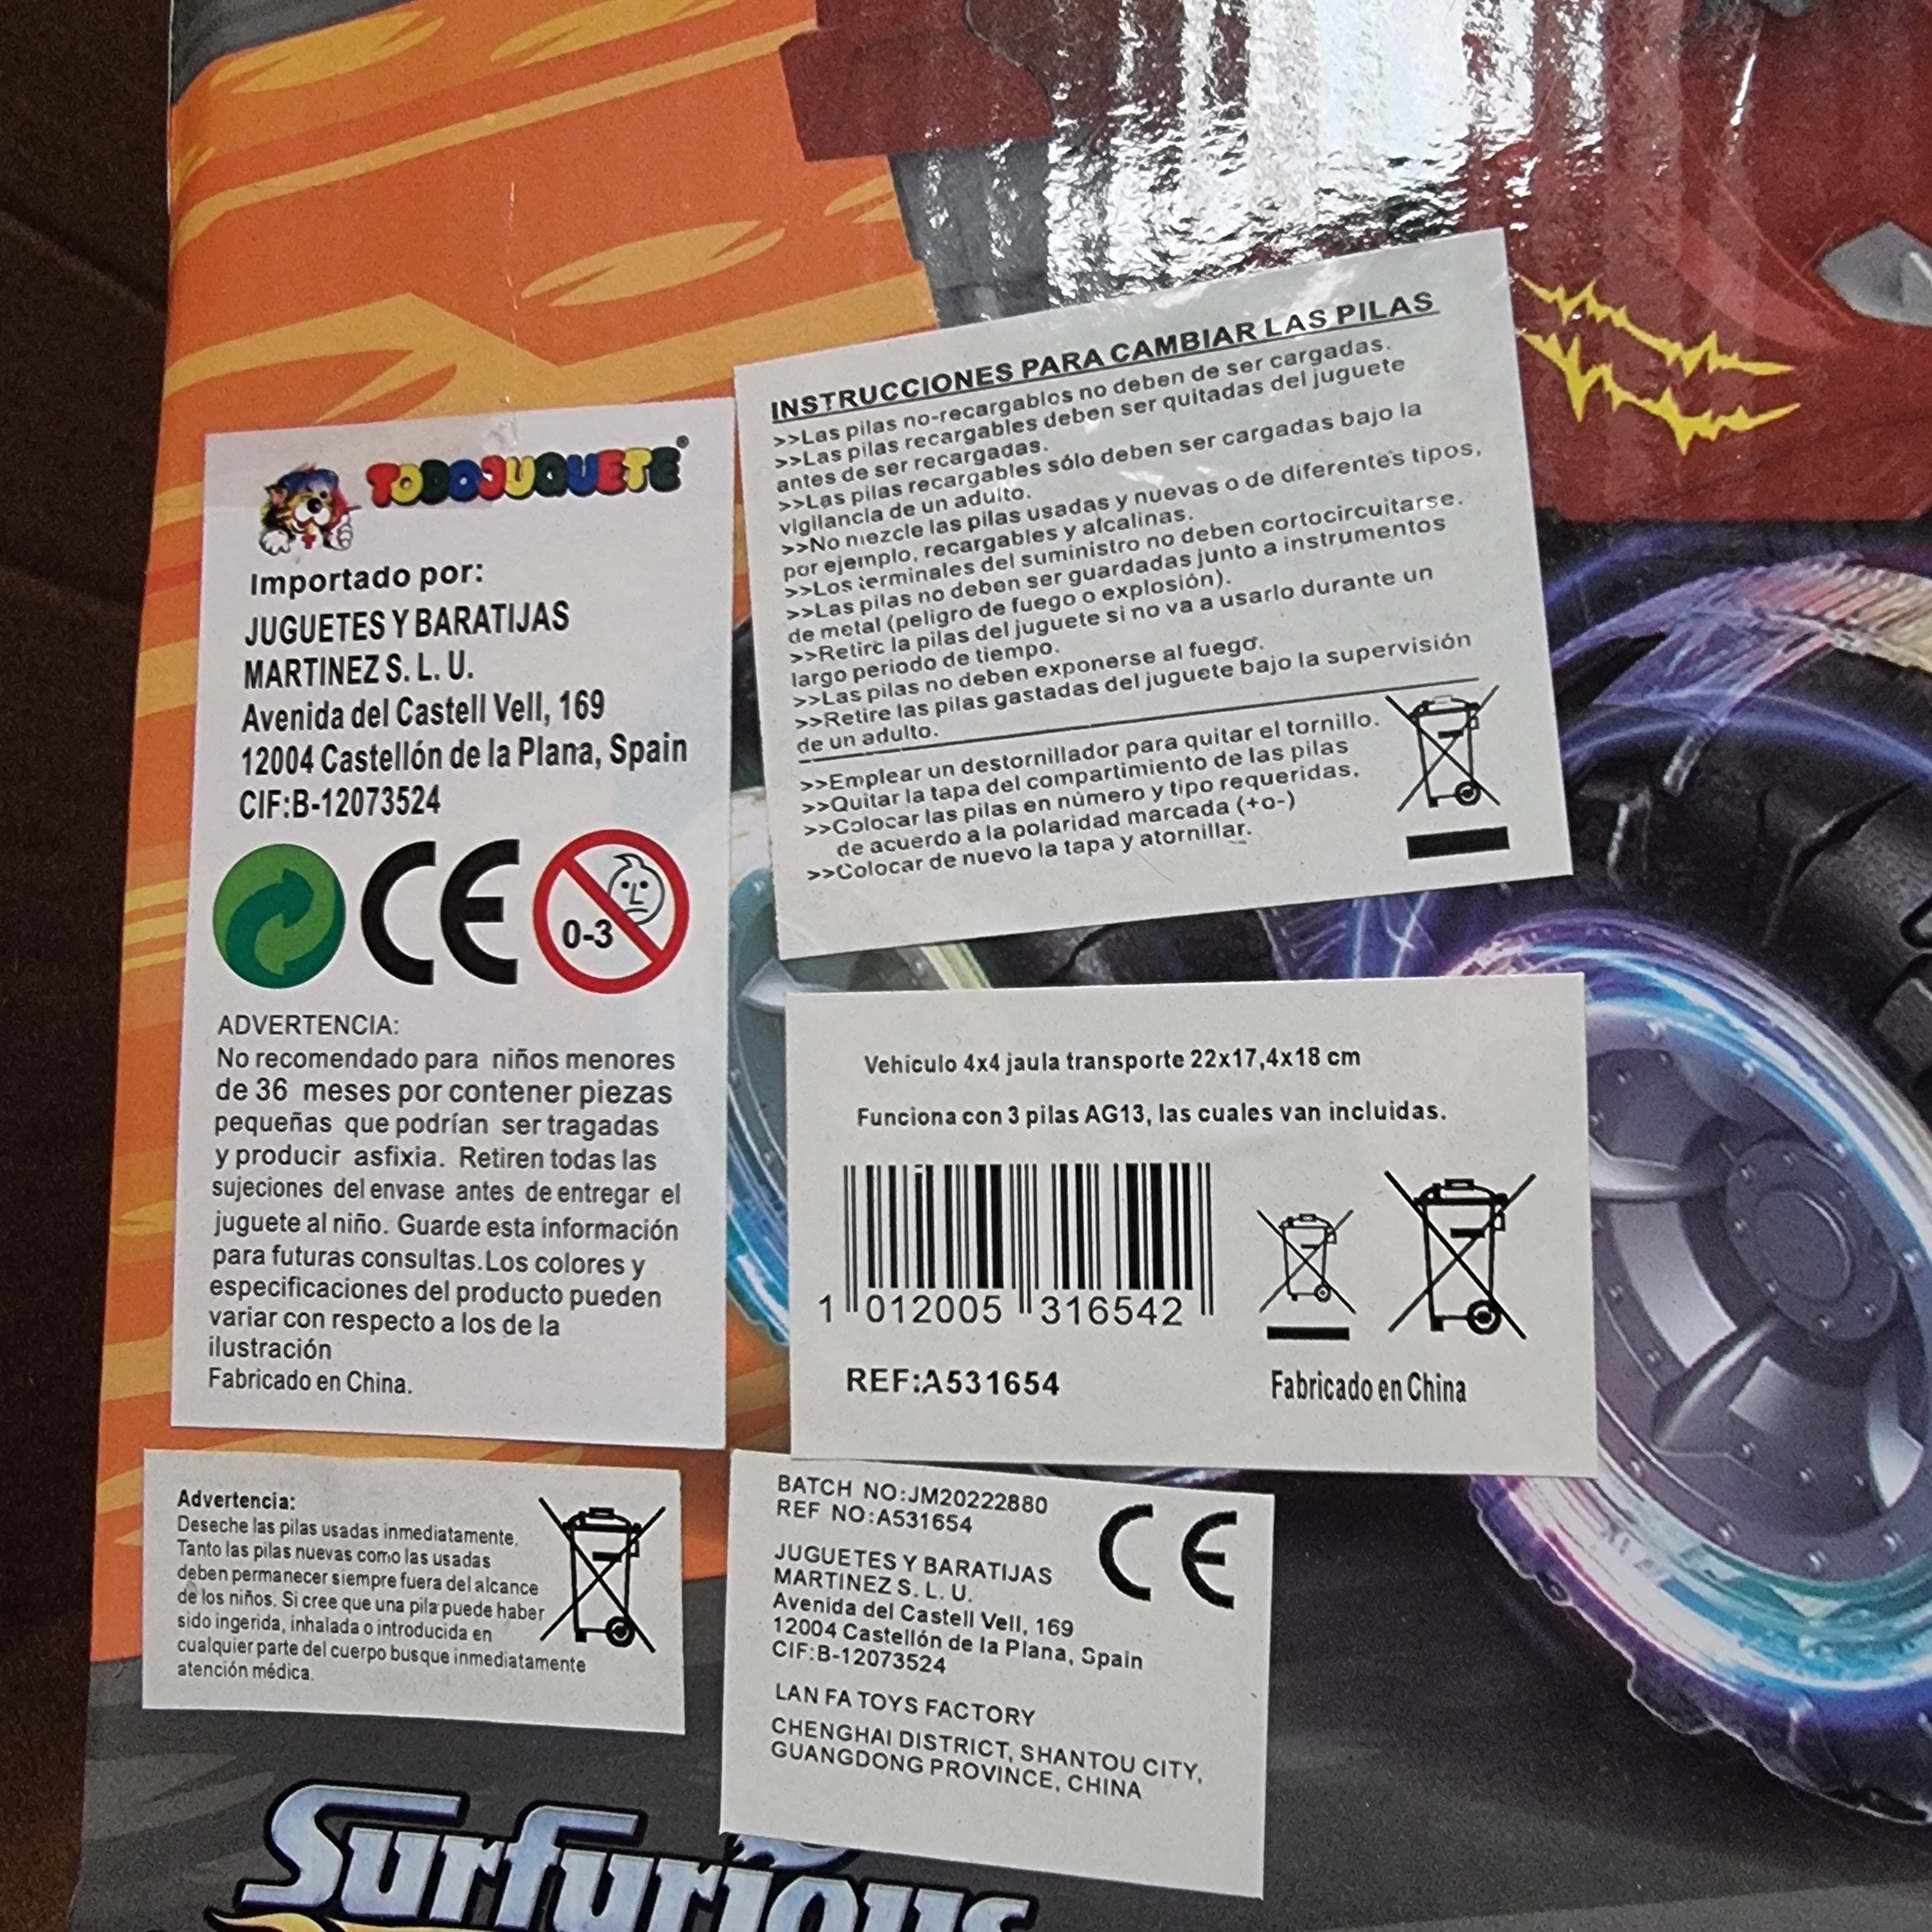 TODOJUGUETE®
Importado por:
JUGUETES Y BARATIJAS
MARTINEZ S. L. U.
Avenida del Castell Vell, 169
12004 Castellón de la Plana, Spain
CIF:B-12073524
CE
0-3
ADVERTENCIA:
No recomendado para niños menores
de 36 meses por contener piezas
pequeñas que podrían ser tragadas
y producir asfixia. Retiren todas las
sujeciones del envase antes de entregar el
juguete al niño. Guarde esta información
para futuras consultas.Los colores y
especificaciones del producto pueden
variar con respecto a los de la
ilustración
Fabricado en China.
INSTRUCCIONES PARA CAMBIAR LAS PILAS
>>Las pilas no-recargablos no deben de ser cargadas.
>>Las pilas recargables deben ser quitadas del juguete
antes de ser recargadas.
>>Las pilas recargables sólo deben ser cargadas bajo la
vigilancia de un adulto.
>>No mezcle las pilas usadas y nuevas o de diferentes tipos,
por ejemplo, recargables y alcalinas.
>>Los terminales del suministro no deben cortocircuitarse.
>>Las pilas no deben ser guardadas junto a instrumentos
de metal (peligro de fuego o explosión).
>>Retire la pilas del juguete si no va a usarlo durante un
largo periodo de tiempo.
>>Las pilas no deben exponerse al fuego.
>>Retire las pilas gastadas del juguete bajo la supervisión
de un adulto.
>>Emplear un destornillador para quitar el tornillo.
>>Quitar la tapa del compartimiento de las pilas
>>Colocar las pilas en número y tipo requeridas,
de acuerdo a la polaridad marcada (+o-)
>>Colocar de nuevo la tapa y atornillar.
Vehiculo 4x4 jaula transporte 22x17,4x18 cm
Funciona con 3 pilas AG13, las cuales van incluidas.
1 012005 316542
REF:A531654
Fabricado en China
Advertencia:
Deseche las pilas usadas inmediatamente.
Tanto las pilas nuevas como las usadas
deben permanecer siempre fuera del alcance
de los niños. Si cree que una pila puede haber
sido ingerida, inhalada o introducida en
cualquier parte del cuerpo busque inmediatamente
atención médica.
BATCH NO:JM20222880
REF NO:A531654
CE
JUGUETES Y BARATIJAS
MARTINEZ S. L. U.
Avenida del Castell Vell, 169
12004 Castellón de la Plana, Spain
CIF:B-12073524
LAN FA TOYS FACTORY
CHENGHAI DISTRICT, SHANTOU CITY,
GUANGDONG PROVINCE, CHINA
Surfurious